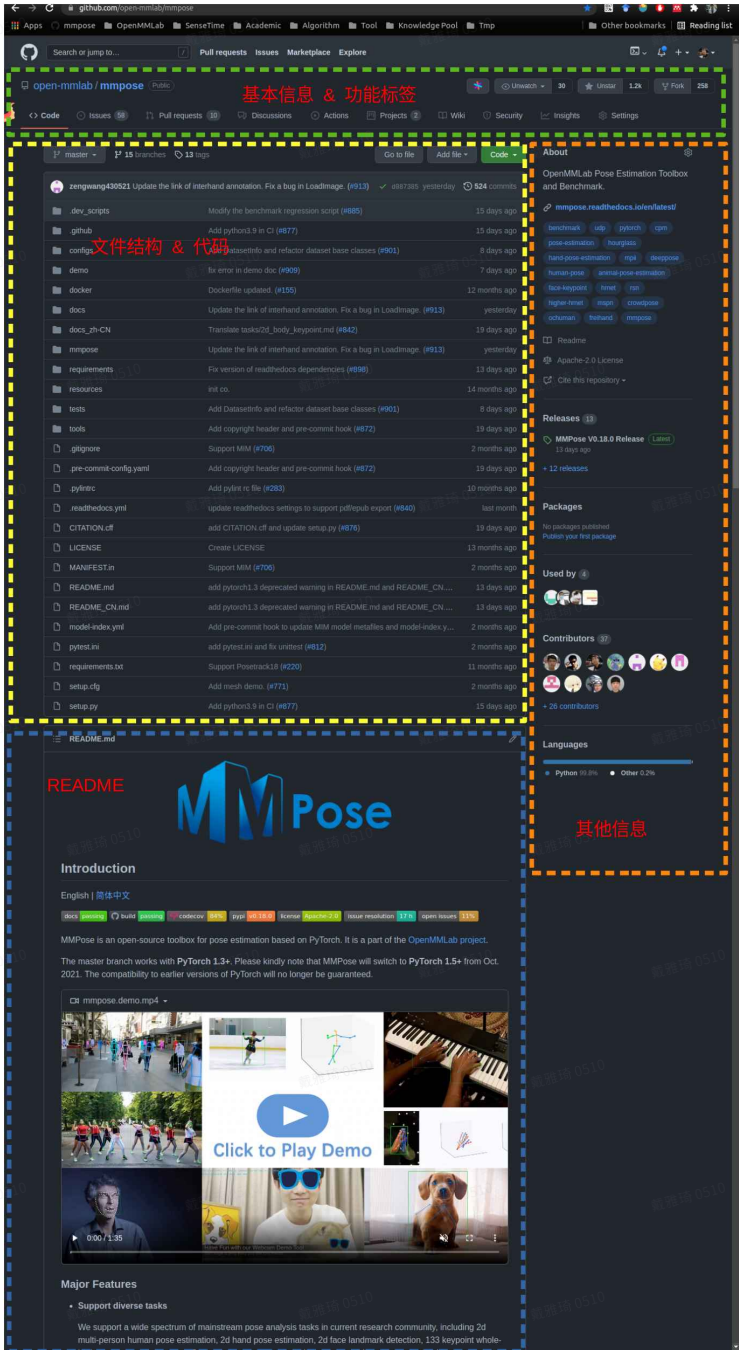 github.com/open-mmlab/mmpose
Apps mmpose OpenMMLab SenseTime Academic Algorithm Tool KnowledgePool Tmp Other bookmarks Reading list
Search or jump to... / Pull requests Issues Marketplace Explore
open-mmlab / mmpose Public Unwatch 30 Unstar 1.2k Fork 258
基本信息 & 功能标签
Code Issues 58 Pull requests 10 Discussions Actions Projects 2 Wiki Security Insights Settings
master 15 branches 13 tags Go to file Add file Code
zengwang430521 Update the link of interhand annotation. Fix a bug in LoadImage. (#913) yesterday 524 commits
.dev_scripts Modify the benchmark regression script (#885) 15 days ago
.github Add python3.9 in CI (#877) 15 days ago
文件结构 & 代码
configs Add DatasetInfo and refactor dataset base classes (#901) 8 days ago
demo fix error in demo doc (#909) 7 days ago
docker Dockerfile updated. (#155) 12 months ago
docs Update the link of interhand annotation. Fix a bug in LoadImage. (#913) yesterday
docs_zh-CN Translate tasks/2d_body_keypoint.md (#842) 19 days ago
mmpose Update the link of interhand annotation. Fix a bug in LoadImage. (#913) yesterday
requirements Fix version of readthedocs dependencies (#898) 13 days ago
resources init co. 14 months ago
tests Add DatasetInfo and refactor dataset base classes (#901) 8 days ago
tools Add copyright header and pre-commit hook (#872) 19 days ago
.gitignore Support MIM (#706) 2 months ago
.pre-commit-config.yaml Add copyright header and pre-commit hook (#872) 19 days ago
.pylintrc Add pylint rc file (#283) 10 months ago
.readthedocs.yml update readthedocs settings to support pdf/epub export (#840) last month
CITATION.cff add CITATION.cff and update setup.py (#876) 19 days ago
LICENSE Create LICENSE 13 months ago
MANIFEST.in Support MIM (#706) 2 months ago
README.md add pytorch1.3 deprecated warning in README.md and README_CN.... 13 days ago
README_CN.md add pytorch1.3 deprecated warning in README.md and README_CN.... 13 days ago
model-index.yml Add pre-commit hook to update MIM model metafiles and model-index.y... 2 months ago
pytest.ini add pytest.ini and fix unittest (#812) 2 months ago
requirements.txt Support Posetrack18 (#220) 11 months ago
setup.cfg Add mesh demo. (#771) 2 months ago
setup.py Add python3.9 in CI (#877) 15 days ago
About
OpenMMLab Pose Estimation Toolbox
and Benchmark.
mmpose.readthedocs.io/en/latest/
benchmark udp pytorch cpm
pose-estimation hourglass
hand-pose-estimation mpii deeppose
human-pose animal-pose-estimation
face-keypoint hrnet rsn
higher-hrnet mspn crowdpose
ochuman freihand mmpose
Readme
Apache-2.0 License
Cite this repository
Releases 13
MMPose V0.18.0 Release Latest
13 days ago
+ 12 releases
Packages
No packages published
Publish your first package
Used by 4
Contributors 37
+ 26 contributors
Languages
Python 99.8% Other 0.2%
其他信息
README.md
README
MMPose
Introduction
English | 简体中文
docs passing build passing codecov 84% pypi v0.18.0 license Apache-2.0 issue resolution 17 h open issues 11%
MMPose is an open-source toolbox for pose estimation based on PyTorch. It is a part of the OpenMMLab project.
The master branch works with PyTorch 1.3+. Please kindly note that MMPose will switch to PyTorch 1.5+ from Oct.
2021. The compatibility to earlier versions of PyTorch will no longer be guaranteed.
mmpose.demo.mp4
Click to Play Demo
0:00 / 1:35
Major Features
• Support diverse tasks
We support a wide spectrum of mainstream pose analysis tasks in current research community, including 2d
multi-person human pose estimation, 2d hand pose estimation, 2d face landmark detection, 133 keypoint whole-